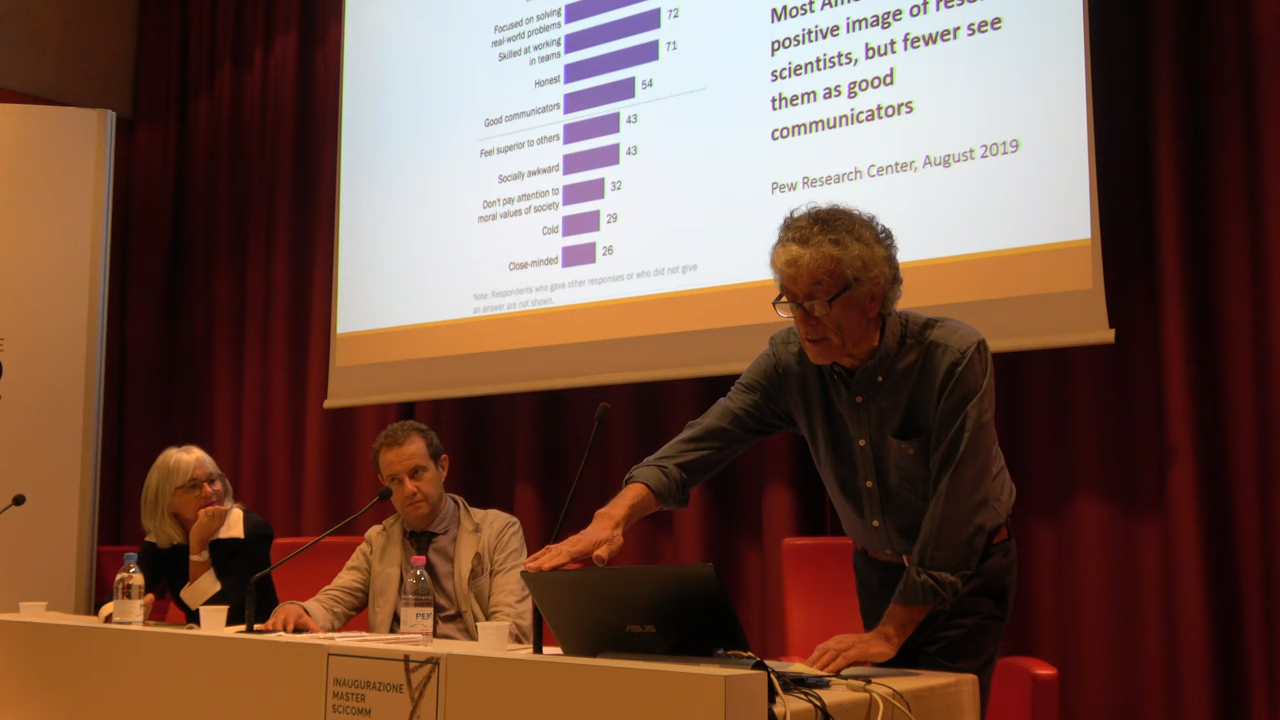 Focused on solving
real-world problems
Skilled at working
in teams
72
Honest
71
Good communicators
54
Feel superior to others
43
Socially awkward
43
Don't pay attention to
moral values of society
32
Cold
29
Close-minded
26
Note: Respondents who gave other responses or who did not give
an answer are not shown.
Most
positive image of
scientists, but fewer see
them as good
communicators
Pew Research Center, August 2019
ASUS
INAUGURAZIONE
MASTER
SCICOMM